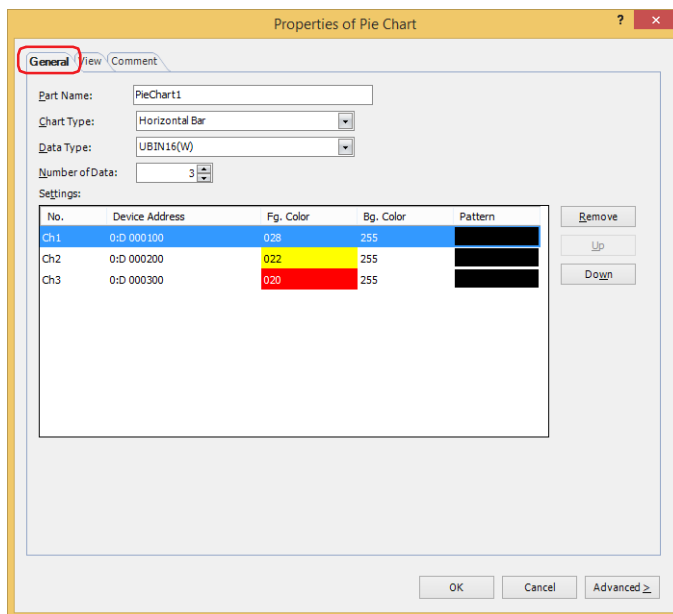 Properties of Pie Chart ? ×
General View Comment
Part Name: PieChart1
Chart Type: Horizontal Bar
Data Type: UBIN16(W)
Number of Data: 3
Settings:
No. Device Address Fg. Color Bg. Color Pattern
Ch1 0:D 000100 028 255
Ch2 0:D 000200 022 255
Ch3 0:D 000300 020 255
Remove
Up
Down
OK Cancel Advanced >